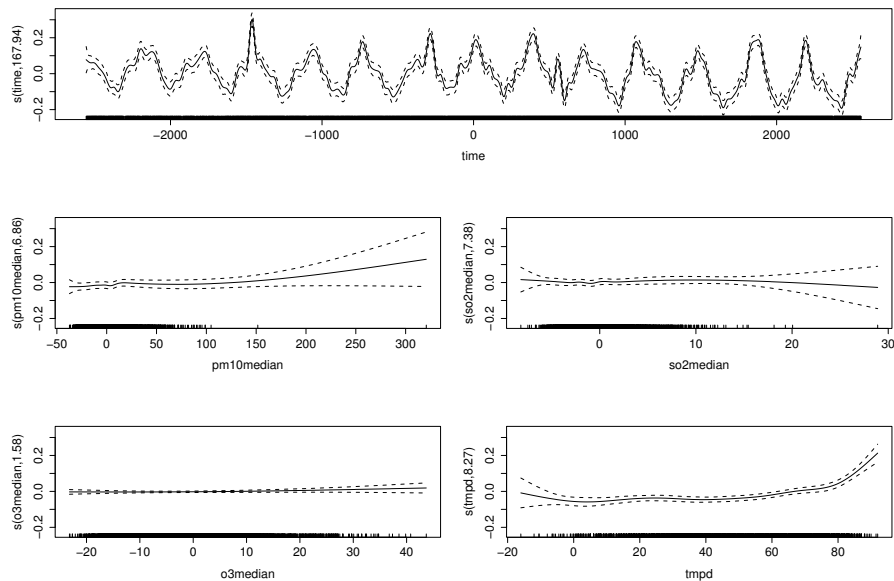 s(time,167.94)
−0.2 0.0 0.2
−2000 −1000 0 1000 2000
time
s(pm10median,6.86)
−0.2 0.0 0.2
−50 0 50 100 150 200 250 300
pm10median
s(so2median,7.38)
−0.2 0.0 0.2
0 10 20 30
so2median
s(o3median,1.58)
−0.2 0.0 0.2
−20 −10 0 10 20 30 40
o3median
s(tmpd,8.27)
−0.2 0.0 0.2
−20 0 20 40 60 80
tmpd